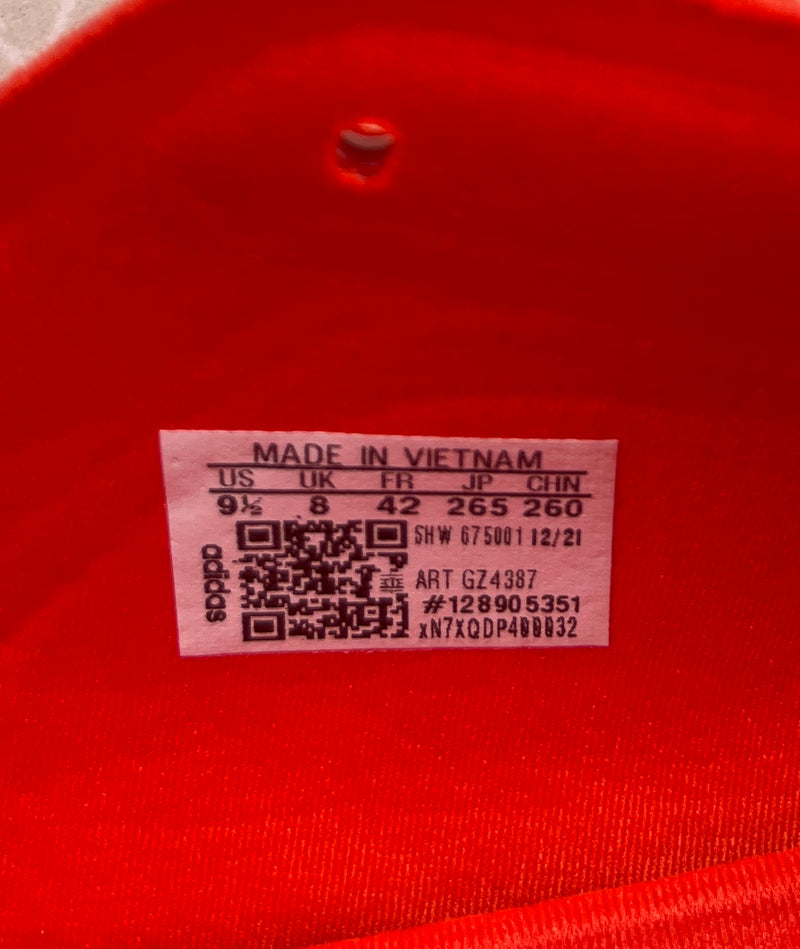 MADE IN VIETNAM
US UK FR JP CHN
9½ 8 42 265 260
SHW 675001 12/21
ART GZ4387
#128905351
adidas